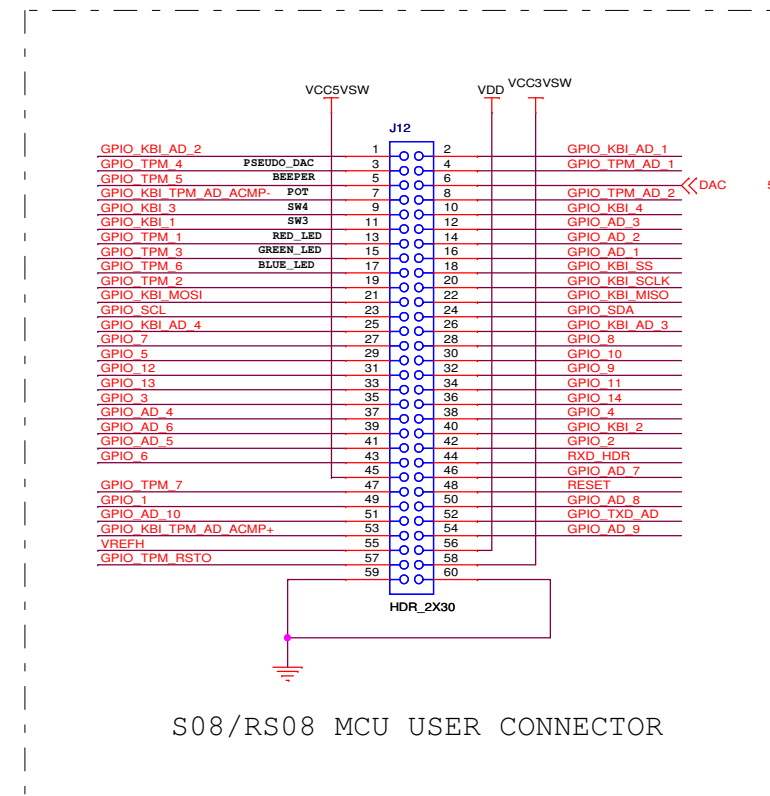 VCC5VSW VDD VCC3VSW
J12
GPIO_KBI_AD_2 1 2 GPIO_KBI_AD_1
GPIO_TPM_4 PSEUDO_DAC 3 4 GPIO_TPM_AD_1
GPIO_TPM_5 BEEPER 5 6 DAC 5
GPIO_KBI_TPM_AD_ACMP- POT 7 8 GPIO_TPM_AD_2
GPIO_KBI_3 SW4 9 10 GPIO_KBI_4
GPIO_KBI_1 SW3 11 12 GPIO_AD_3
GPIO_TPM_1 RED_LED 13 14 GPIO_AD_2
GPIO_TPM_3 GREEN_LED 15 16 GPIO_AD_1
GPIO_TPM_6 BLUE_LED 17 18 GPIO_KBI_SS
GPIO_TPM_2 19 20 GPIO_KBI_SCLK
GPIO_KBI_MOSI 21 22 GPIO_KBI_MISO
GPIO_SCL 23 24 GPIO_SDA
GPIO_KBI_AD_4 25 26 GPIO_KBI_AD_3
GPIO_7 27 28 GPIO_8
GPIO_5 29 30 GPIO_10
GPIO_12 31 32 GPIO_9
GPIO_13 33 34 GPIO_11
GPIO_3 35 36 GPIO_14
GPIO_AD_4 37 38 GPIO_4
GPIO_AD_6 39 40 GPIO_KBI_2
GPIO_AD_5 41 42 GPIO_2
GPIO_6 43 44 RXD_HDR
45 46 GPIO_AD_7
GPIO_TPM_7 47 48 RESET
GPIO_1 49 50 GPIO_AD_8
GPIO_AD_10 51 52 GPIO_TXD_AD
GPIO_KBI_TPM_AD_ACMP+ 53 54 GPIO_AD_9
VREFH 55 56
GPIO_TPM_RSTO 57 58
59 60
HDR_2X30
S08/RS08 MCU USER CONNECTOR